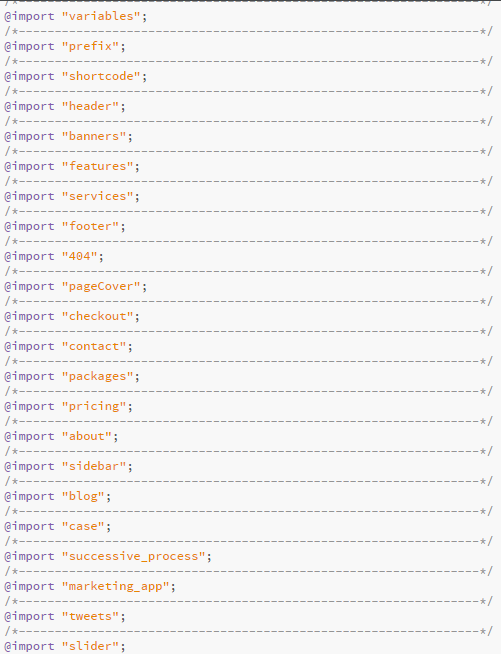 /*----------------------------------------------------------------*/
@import "variables";
/*----------------------------------------------------------------*/
@import "prefix";
/*----------------------------------------------------------------*/
@import "shortcode";
/*----------------------------------------------------------------*/
@import "header";
/*----------------------------------------------------------------*/
@import "banners";
/*----------------------------------------------------------------*/
@import "features";
/*----------------------------------------------------------------*/
@import "services";
/*----------------------------------------------------------------*/
@import "footer";
/*----------------------------------------------------------------*/
@import "404";
/*----------------------------------------------------------------*/
@import "pageCover";
/*----------------------------------------------------------------*/
@import "checkout";
/*----------------------------------------------------------------*/
@import "contact";
/*----------------------------------------------------------------*/
@import "packages";
/*----------------------------------------------------------------*/
@import "pricing";
/*----------------------------------------------------------------*/
@import "about";
/*----------------------------------------------------------------*/
@import "sidebar";
/*----------------------------------------------------------------*/
@import "blog";
/*----------------------------------------------------------------*/
@import "case";
/*----------------------------------------------------------------*/
@import "successive_process";
/*----------------------------------------------------------------*/
@import "marketing_app";
/*----------------------------------------------------------------*/
@import "tweets";
/*----------------------------------------------------------------*/
@import "slider";